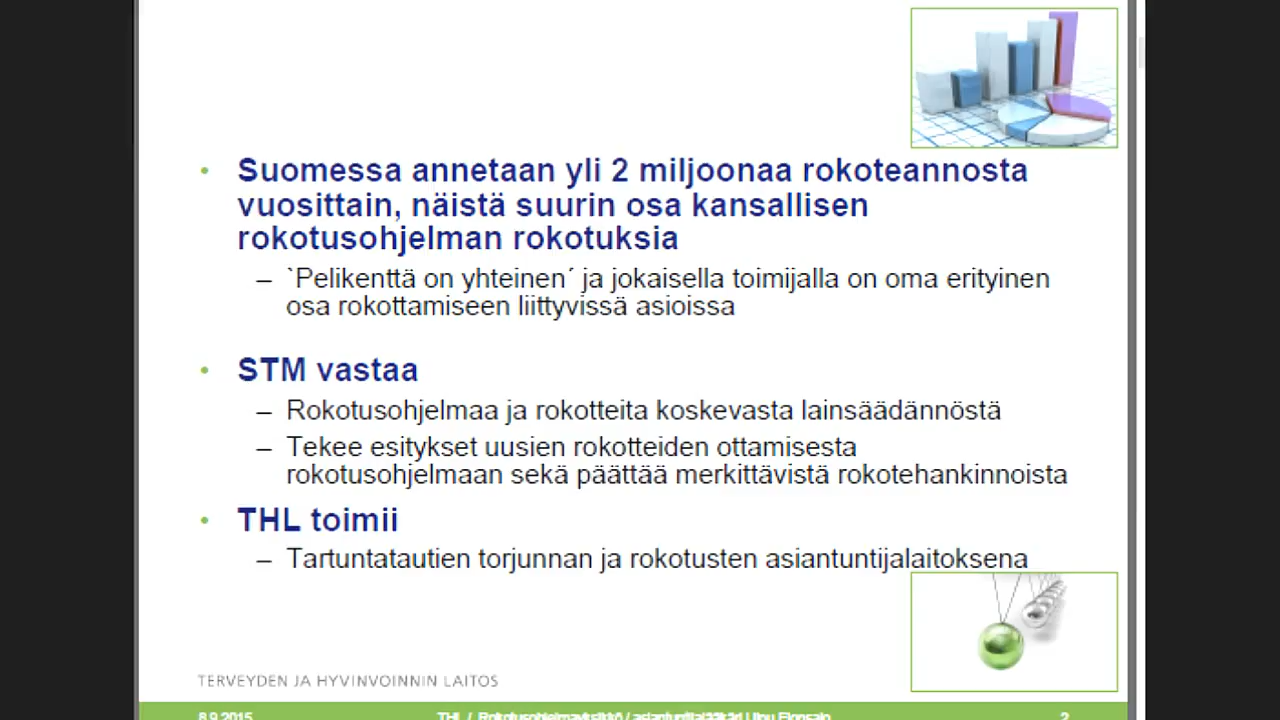 • Suomessa annetaan yli 2 miljoonaa rokoteannosta
vuosittain, näistä suurin osa kansallisen
rokotusohjelman rokotuksia
– `Pelikenttä on yhteinen´ ja jokaisella toimijalla on oma erityinen
osa rokottamiseen liittyvissä asioissa
• STM vastaa
– Rokotusohjelmaa ja rokotteita koskevasta lainsäädännöstä
– Tekee esitykset uusien rokotteiden ottamisesta
rokotusohjelmaan sekä päättää merkittävistä rokotehankinnoista
• THL toimii
– Tartuntatautien torjunnan ja rokotusten asiantuntijalaitoksena
TERVEYDEN JA HYVINVOINNIN LAITOS
8.9.2015
THL /
2